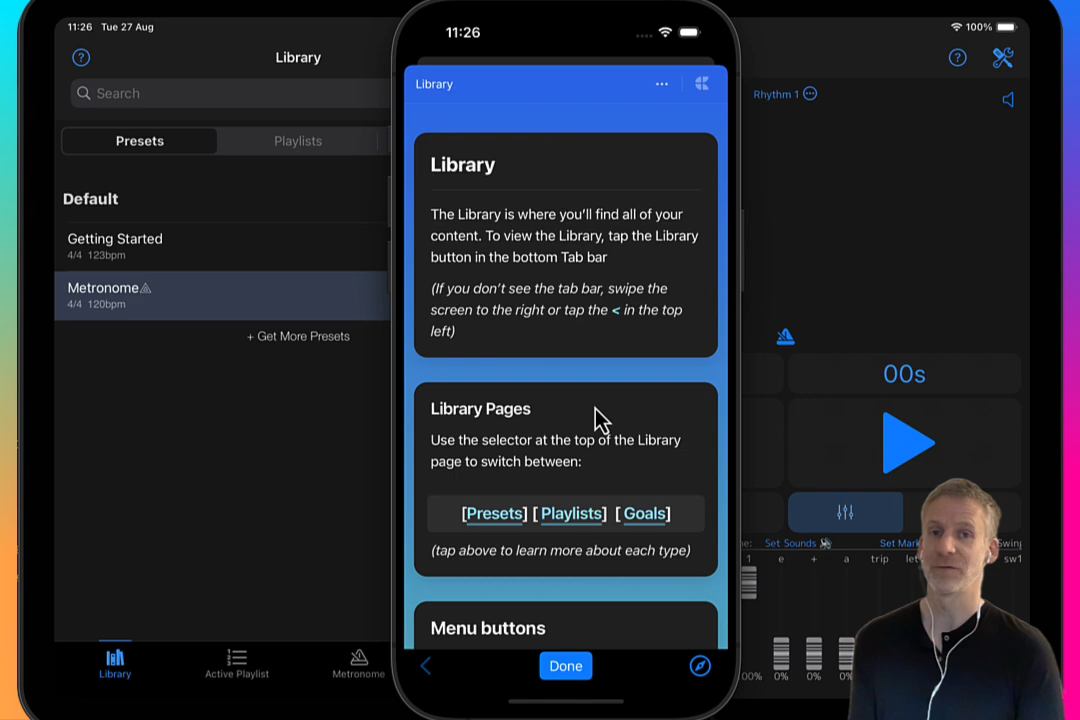 11:26 Tue 27 Aug
100%
Library
Search
Presets
Playlists
Default
Getting Started
4/4 123bpm
Metronome
4/4 120bpm
+ Get More Presets
Library
Active Playlist
Metronome
11:26
Library
Library
The Library is where you’ll find all of your
content. To view the Library, tap the Library
button in the bottom Tab bar
(If you don’t see the tab bar, swipe the
screen to the right or tap the < in the top
left)
Library Pages
Use the selector at the top of the Library
page to switch between:
[Presets] [ Playlists] [ Goals]
(tap above to learn more about each type)
Menu buttons
Done
Rhythm 1
00s
Set Sounds
1 e + a trip sw1
00% 0% 0% 0%